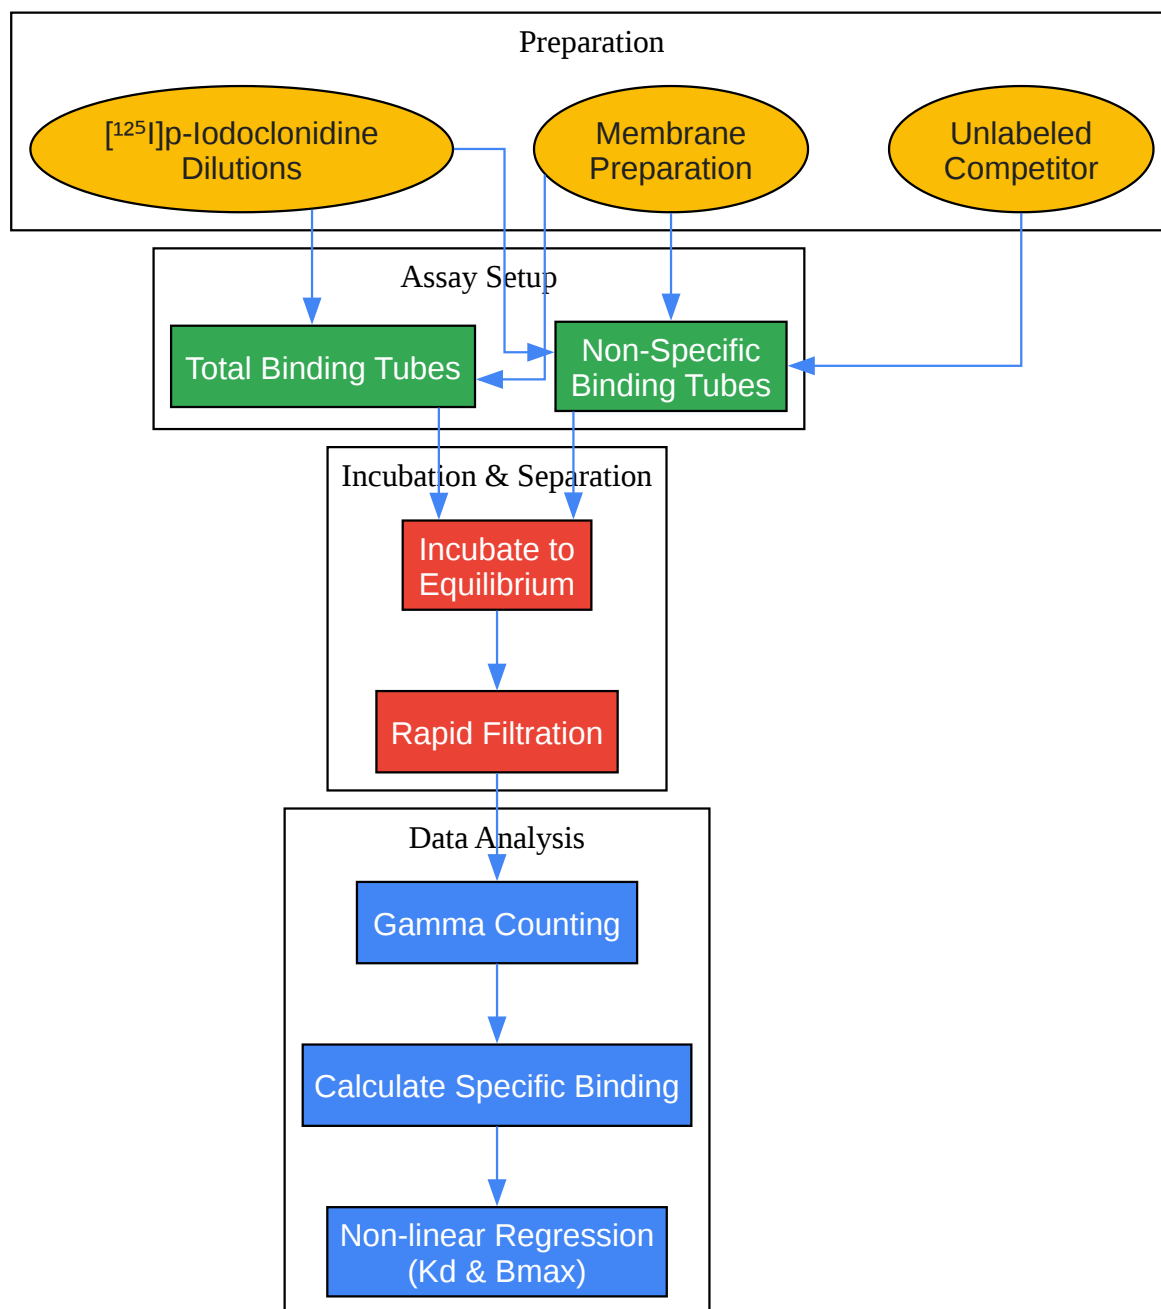 Preparation
[¹²⁵I]p-Iodoclonidine
Dilutions
Membrane
Preparation
Unlabeled
Competitor
Assay Setup
Total Binding Tubes
Non-Specific
Binding Tubes
Incubation & Separation
Incubate to
Equilibrium
Rapid Filtration
Data Analysis
Gamma Counting
Calculate Specific Binding
Non-linear Regression
(Kd & Bmax)